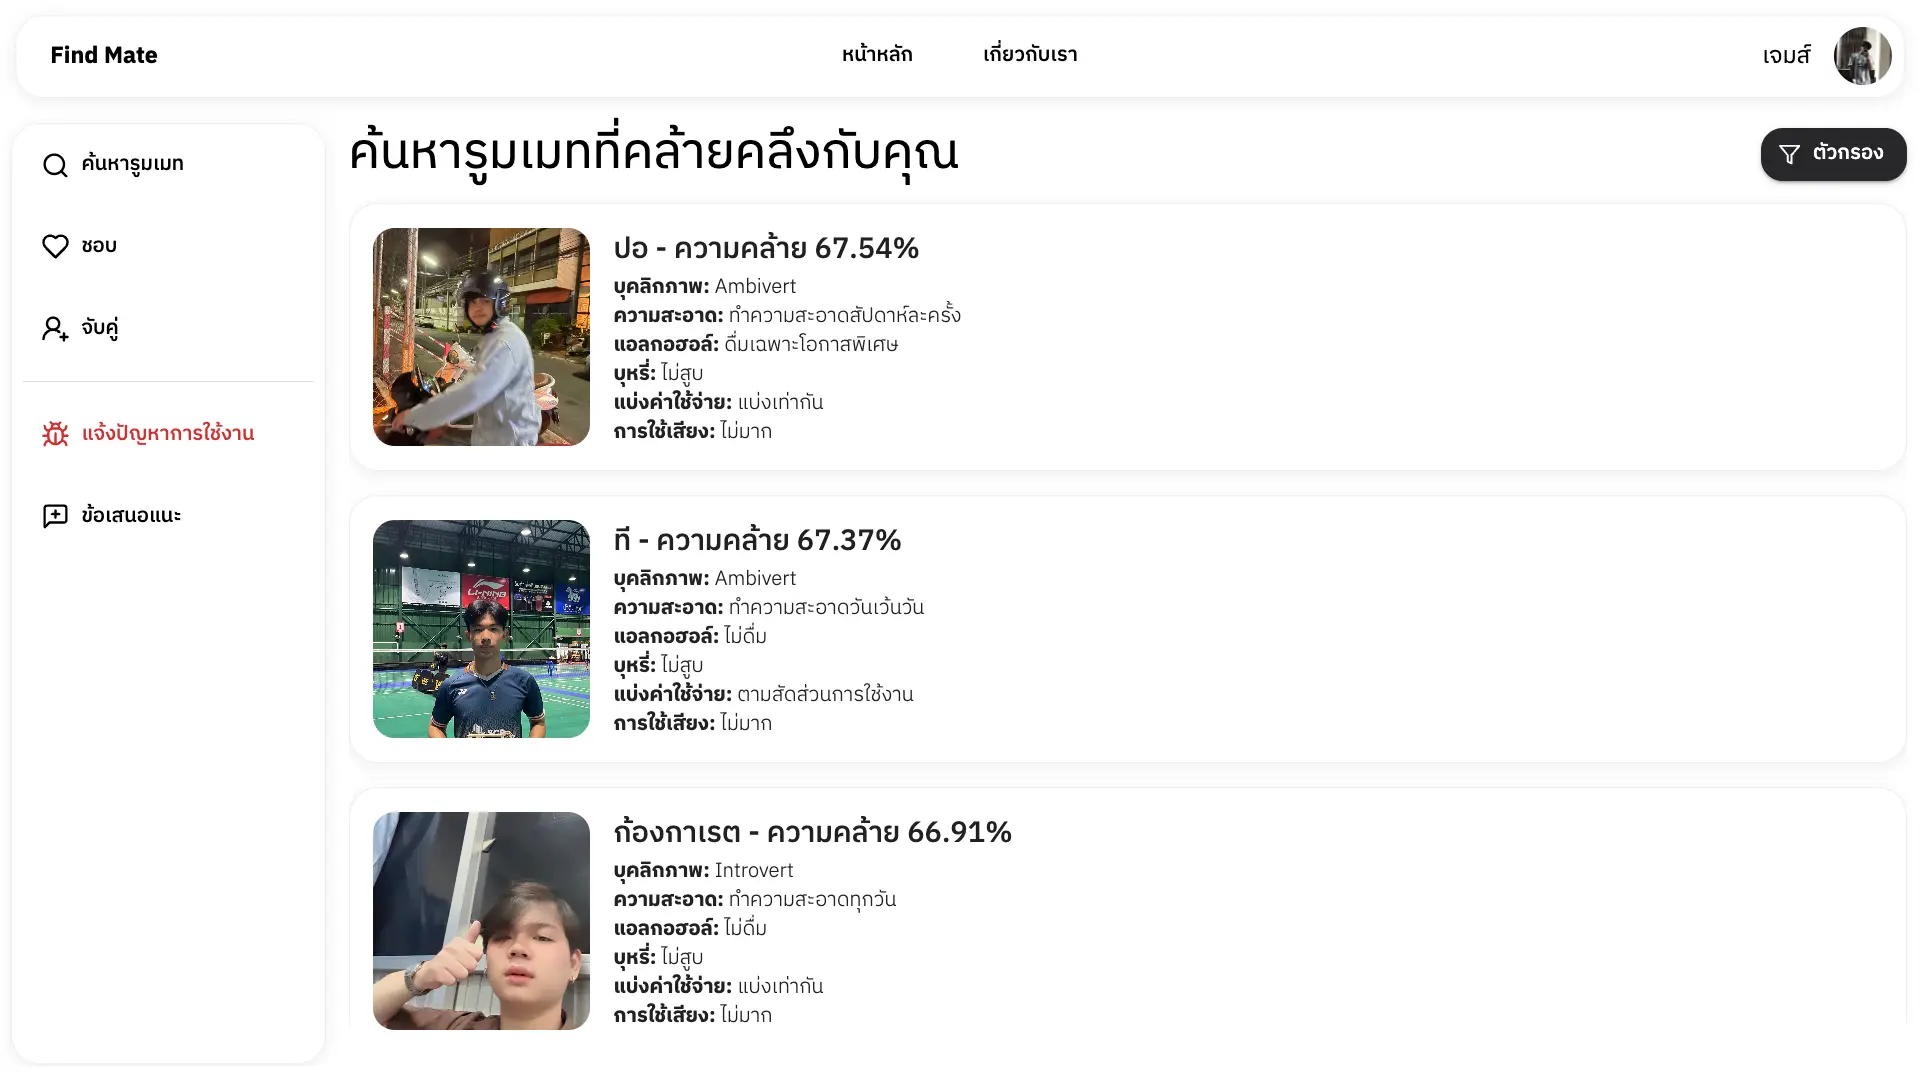 Find Mate
หน้าหลัก
เกี่ยวกับเรา
เจมส์
ค้นหารูมเมท
ชอบ
จับคู่
แจ้งปัญหาการใช้งาน
ข้อเสนอแนะ
ค้นหารูมเมทที่คล้ายคลึงกับคุณ
ตัวกรอง
ปอ - ความคล้าย 67.54%
บุคลิกภาพ: Ambivert
ความสะอาด: ทำความสะอาดสัปดาห์ละครั้ง
แอลกอฮอล์: ดื่มเฉพาะโอกาสพิเศษ
บุหรี่: ไม่สูบ
แบ่งค่าใช้จ่าย: แบ่งเท่ากัน
การใช้เสียง: ไม่มาก
LI-NING
ที - ความคล้าย 67.37%
บุคลิกภาพ: Ambivert
ความสะอาด: ทำความสะอาดวันเว้นวัน
แอลกอฮอล์: ไม่ดื่ม
บุหรี่: ไม่สูบ
แบ่งค่าใช้จ่าย: ตามสัดส่วนการใช้งาน
การใช้เสียง: ไม่มาก
ก้องกาเรต - ความคล้าย 66.91%
บุคลิกภาพ: Introvert
ความสะอาด: ทำความสะอาดทุกวัน
แอลกอฮอล์: ไม่ดื่ม
บุหรี่: ไม่สูบ
แบ่งค่าใช้จ่าย: แบ่งเท่ากัน
การใช้เสียง: ไม่มาก